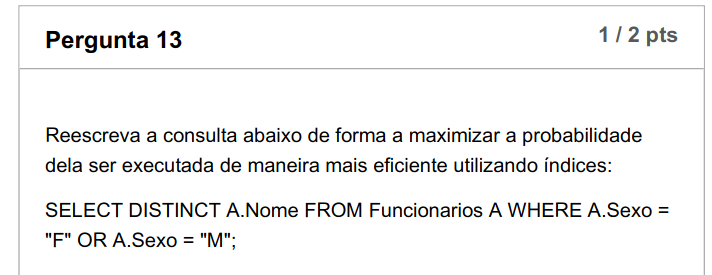 Pergunta 13
1 / 2 pts
Reescreva a consulta abaixo de forma a maximizar a probabilidade
dela ser executada de maneira mais eficiente utilizando índices:
SELECT DISTINCT A.Nome FROM Funcionarios A WHERE A.Sexo =
"F" OR A.Sexo = "M";